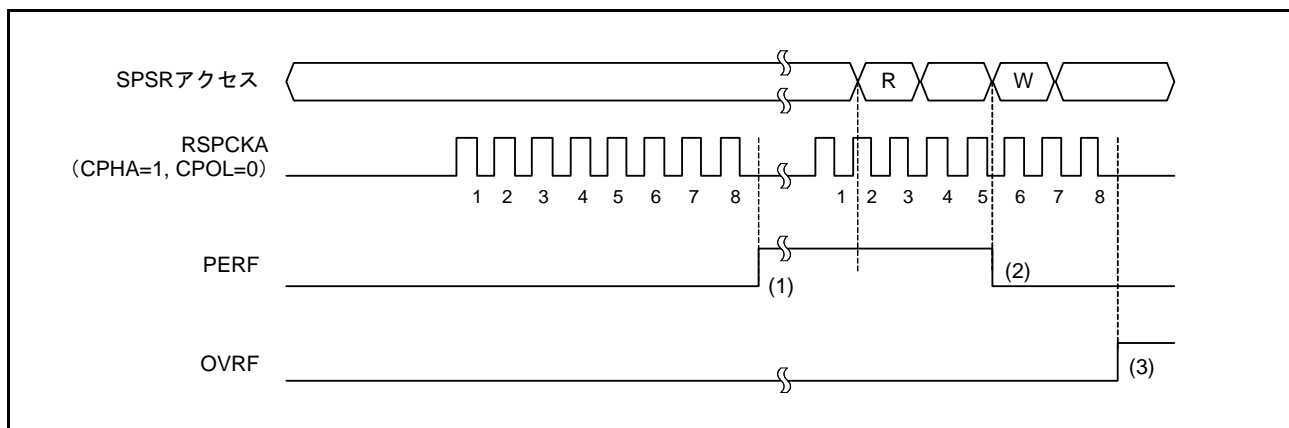 SPSRアクセス
R
W
RSPCKA
（CPHA=1, CPOL=0）
1 2 3 4 5 6 7 8 1 2 3 4 5 6 7 8
PERF
(1)
(2)
OVRF
(3)